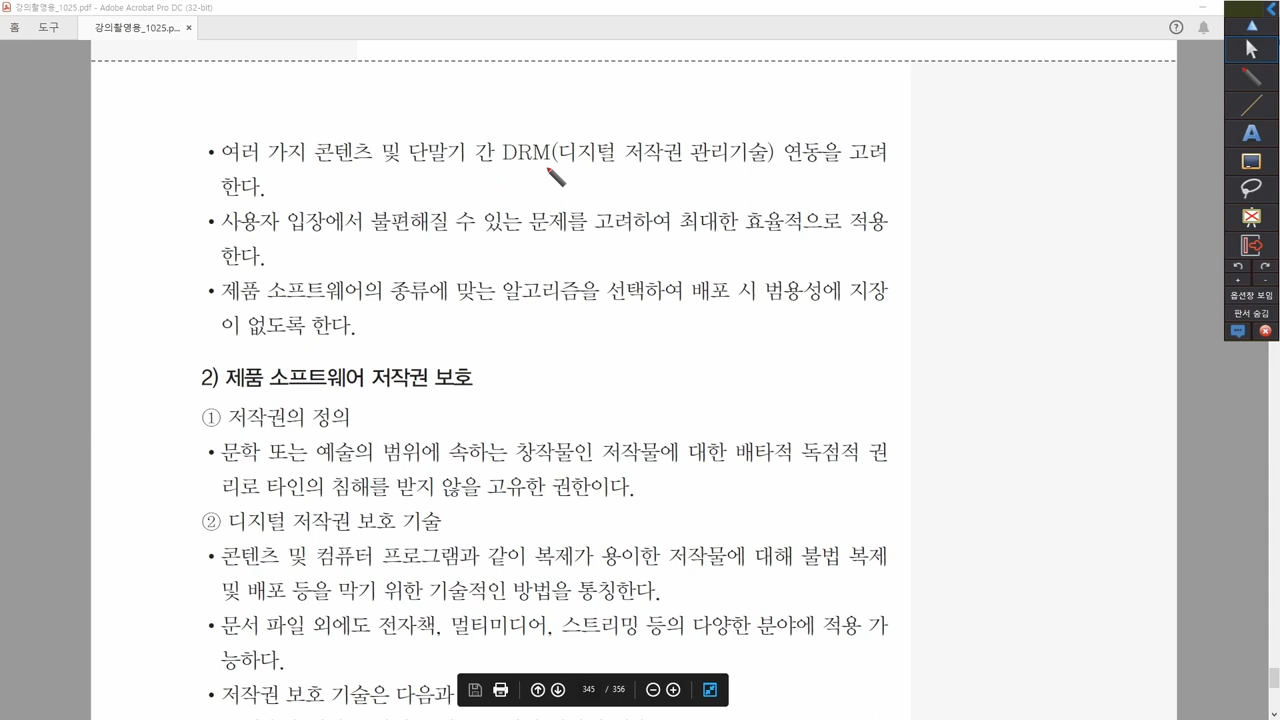 강의촬영용_1025.pdf - Adobe Acrobat Pro DC (32-bit)
홈 도구 강의촬영용_1025.p... ×
• 여러 가지 콘텐츠 및 단말기 간 DRM(디지털 저작권 관리기술) 연동을 고려
한다.
• 사용자 입장에서 불편해질 수 있는 문제를 고려하여 최대한 효율적으로 적용
한다.
• 제품 소프트웨어의 종류에 맞는 알고리즘을 선택하여 배포 시 범용성에 지장
이 없도록 한다.
2) 제품 소프트웨어 저작권 보호
① 저작권의 정의
• 문학 또는 예술의 범위에 속하는 창작물인 저작물에 대한 배타적 독점적 권
리로 타인의 침해를 받지 않을 고유한 권한이다.
② 디지털 저작권 보호 기술
• 콘텐츠 및 컴퓨터 프로그램과 같이 복제가 용이한 저작물에 대해 불법 복제
및 배포 등을 막기 위한 기술적인 방법을 통칭한다.
• 문서 파일 외에도 전자책, 멀티미디어, 스트리밍 등의 다양한 분야에 적용 가
능하다.
• 저작권 보호 기술은 다음과
345 / 356
A
옵션장 보임
판서 숨김